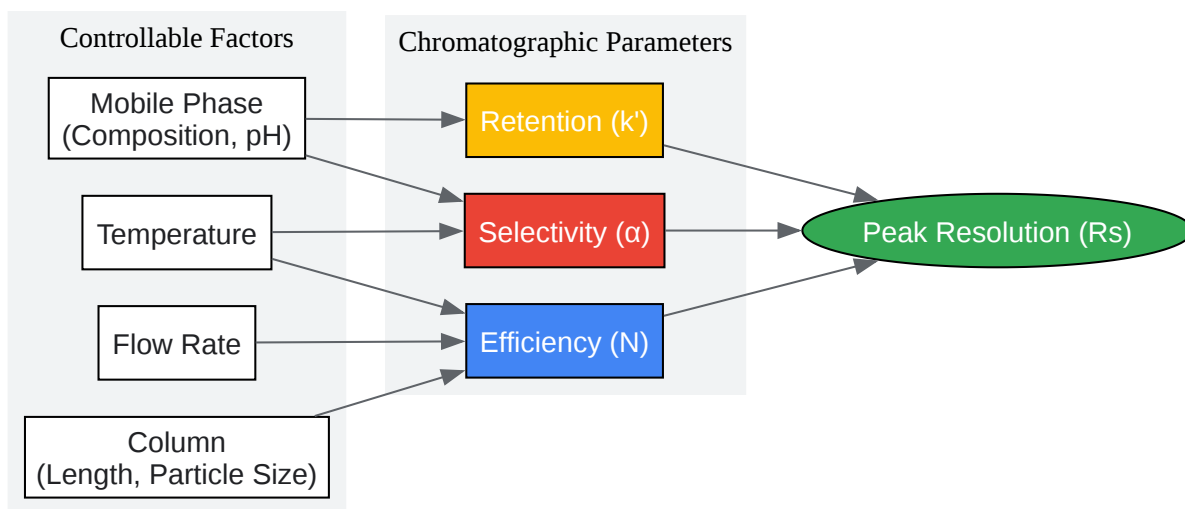 Controllable Factors
Mobile Phase
(Composition, pH)
Temperature
Flow Rate
Column
(Length, Particle Size)
Chromatographic Parameters
Retention (k')
Selectivity (α)
Efficiency (N)
Peak Resolution (Rs)